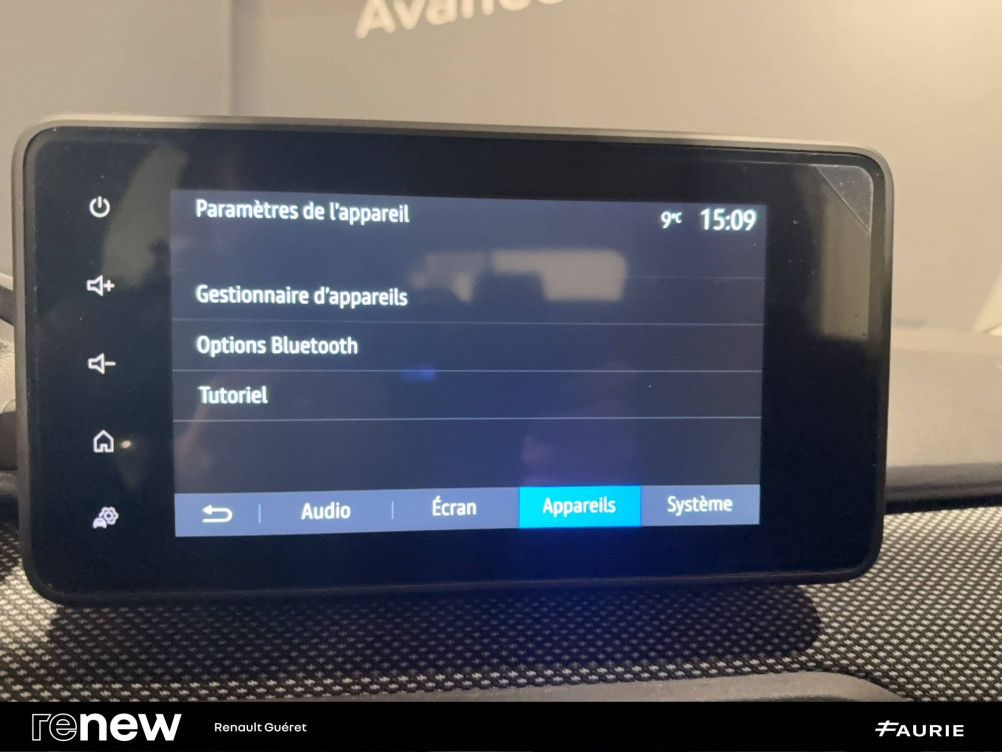 Paramètres de l'appareil
9°C 15:09
Gestionnaire d'appareils
Options Bluetooth
Tutoriel
Audio Écran Appareils Système
renew Renault Guéret FAURIE